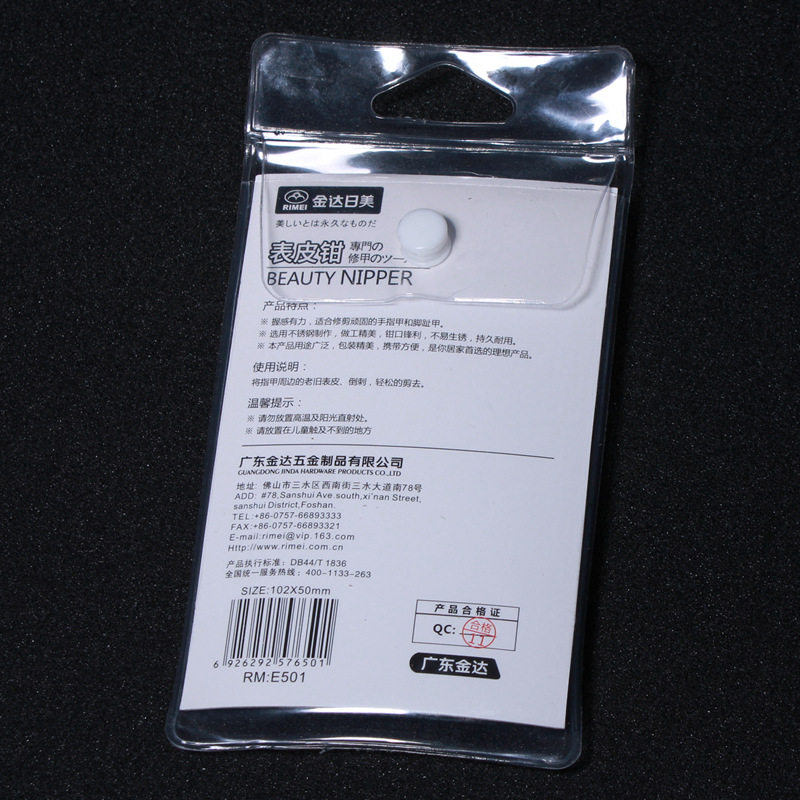 RIMEI 金达日美
美しいとは永久なものだ
表皮钳 専門の
修甲のツー
BEAUTY NIPPER
产品特点：
※ 握感有力，适合修剪顽固的手指甲和脚趾甲。
※ 选用不锈钢制作，做工精美，钳口锋利，不易生锈，持久耐用。
※ 本产品用途广泛，包装精美，携带方便，是你居家首选的理想产品。
使用说明：
将指甲周边的老旧表皮、倒刺，轻松的剪去。
温馨提示：
※ 请勿放置高温及阳光直射处。
※ 请放置在儿童触及不到的地方
广东金达五金制品有限公司
GUANGDONG JINDA HARDWARE PRODUCTS CO.,LTD
地址: 佛山市三水区西南街三水大道南78号
ADD: #78,Sanshui Ave.south,xi'nan Street,
sanshui District,Foshan.
TEL:+86-0757-66893333
FAX:+86-0757-66893321
E-mail:rimei@vip.163.com
Http://www.rimei.com.cn
产品执行标准: DB44/T 1836
全国统一服务热线: 400-1133-263
SIZE:102X50mm
6 926292 576501
RM:E501
产品合格证
QC: 合格
11
广东金达